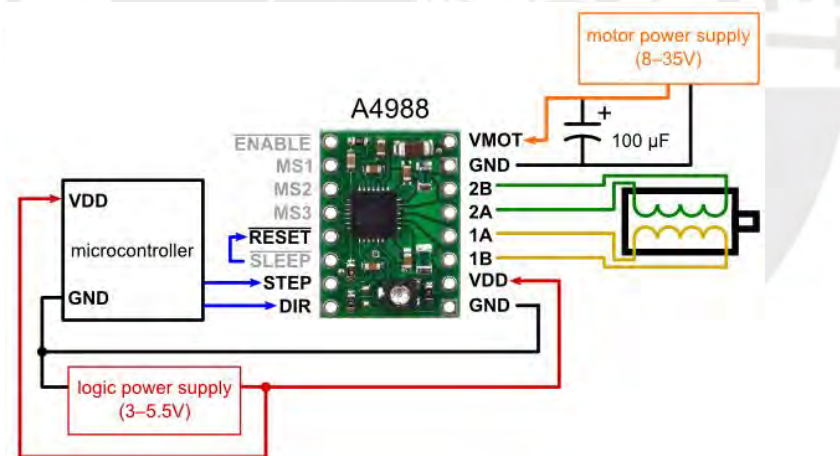 motor power supply
(8–35V)
A4988
ENABLE
MS1
MS2
MS3
RESET
SLEEP
STEP
DIR
VMOT
GND
2B
2A
1A
1B
VDD
GND
+
100 µF
VDD
microcontroller
GND
logic power supply
(3–5.5V)